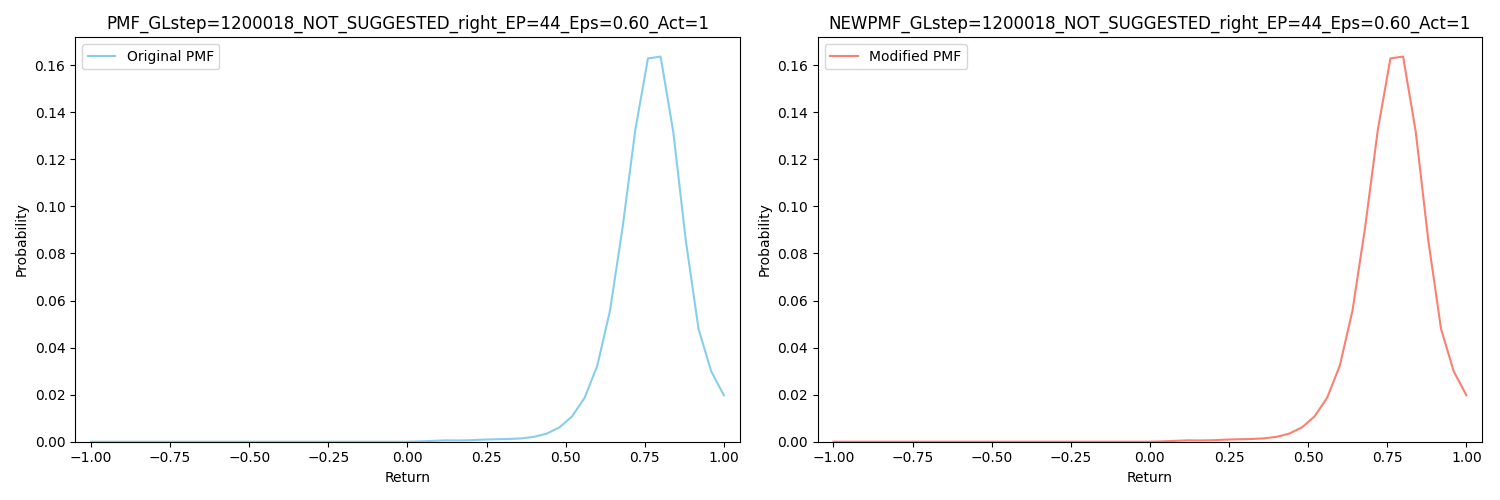 PMF_GLstep=1200018_NOT_SUGGESTED_right_EP=44_Eps=0.60_Act=1
Original PMF
0.16
0.14
0.12
0.10
0.08
0.06
0.04
0.02
0.00
Probability
−1.00 −0.75 −0.50 −0.25 0.00 0.25 0.50 0.75 1.00
Return
NEWPMF_GLstep=1200018_NOT_SUGGESTED_right_EP=44_Eps=0.60_Act=1
Modified PMF
0.16
0.14
0.12
0.10
0.08
0.06
0.04
0.02
0.00
Probability
−1.00 −0.75 −0.50 −0.25 0.00 0.25 0.50 0.75 1.00
Return